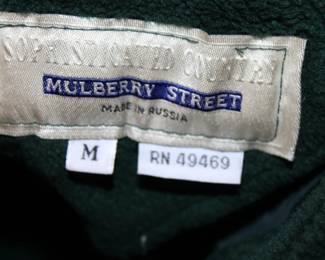 SOPHISTICATED COUNTRY
MULBERRY STREET
MADE IN RUSSIA
M
RN 49469